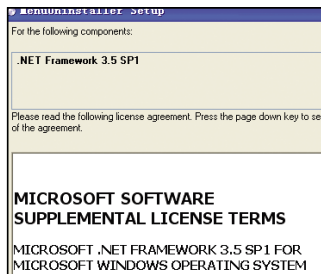 MenuUninstaller Setup
For the following components:
.NET Framework 3.5 SP1
Please read the following license agreement. Press the page down key to se
of the agreement.
MICROSOFT SOFTWARE
SUPPLEMENTAL LICENSE TERMS
MICROSOFT .NET FRAMEWORK 3.5 SP1 FOR
MICROSOFT WINDOWS OPERATING SYSTEM